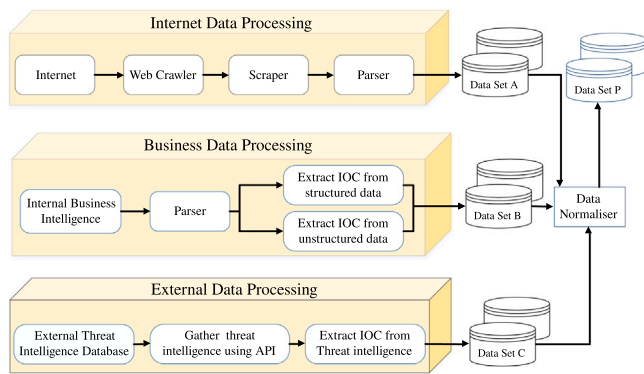 Internet Data Processing
Internet
Web Crawler
Scraper
Parser
Data Set A
Data Set P
Business Data Processing
Internal Business
Intelligence
Parser
Extract IOC from
structured data
Extract IOC from
unstructured data
Data Set B
Data
Normaliser
External Data Processing
External Threat
Intelligence Database
Gather threat
intelligence using API
Extract IOC from
Threat intelligence
Data Set C